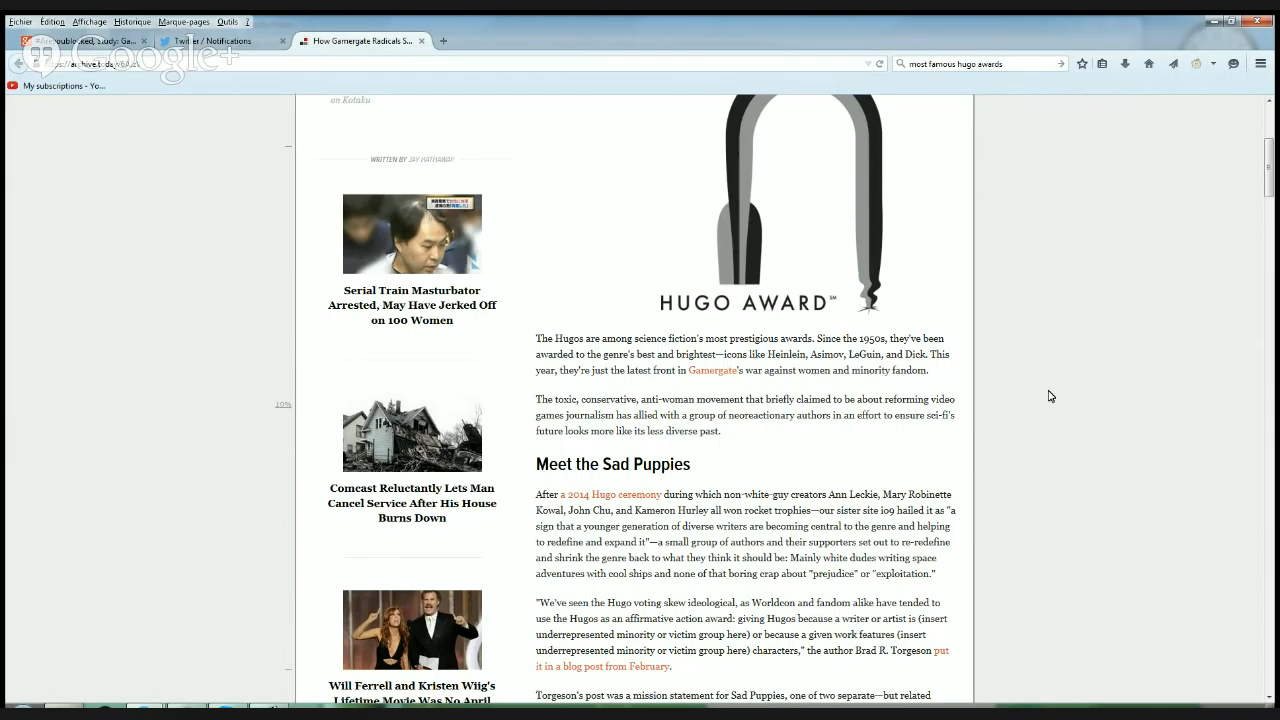 Fichier Édition Affichage Historique Marque-pages Outils ?
Twitter / Notifications
How Gamergate Radicals S...
Google+
most famous hugo awards
My subscriptions - Yo...
on Kotaku
WRITTEN BY JAY HATHAWAY
Serial Train Masturbator
Arrested, May Have Jerked Off
on 100 Women
10%
Comcast Reluctantly Lets Man
Cancel Service After His House
Burns Down
Will Ferrell and Kristen Wiig's
Lifetime Movie Was No April
HUGO AWARD℠
The Hugos are among science fiction's most prestigious awards. Since the 1950s, they've been
awarded to the genre's best and brightest—icons like Heinlein, Asimov, LeGuin, and Dick. This
year, they're just the latest front in Gamergate's war against women and minority fandom.
The toxic, conservative, anti-woman movement that briefly claimed to be about reforming video
games journalism has allied with a group of neoreactionary authors in an effort to ensure sci-fi's
future looks more like its less diverse past.
Meet the Sad Puppies
After a 2014 Hugo ceremony during which non-white-guy creators Ann Leckie, Mary Robinette
Kowal, John Chu, and Kameron Hurley all won rocket trophies—our sister site io9 hailed it as "a
sign that a younger generation of diverse writers are becoming central to the genre and helping
to redefine and expand it"—a small group of authors and their supporters set out to re-redefine
and shrink the genre back to what they think it should be: Mainly white dudes writing space
adventures with cool ships and none of that boring crap about "prejudice" or "exploitation."
"We've seen the Hugo voting skew ideological, as Worldcon and fandom alike have tended to
use the Hugos as an affirmative action award: giving Hugos because a writer or artist is (insert
underrepresented minority or victim group here) or because a given work features (insert
underrepresented minority or victim group here) characters," the author Brad R. Torgeson put
it in a blog post from February.
Torgeson's post was a mission statement for Sad Puppies, one of two separate—but related